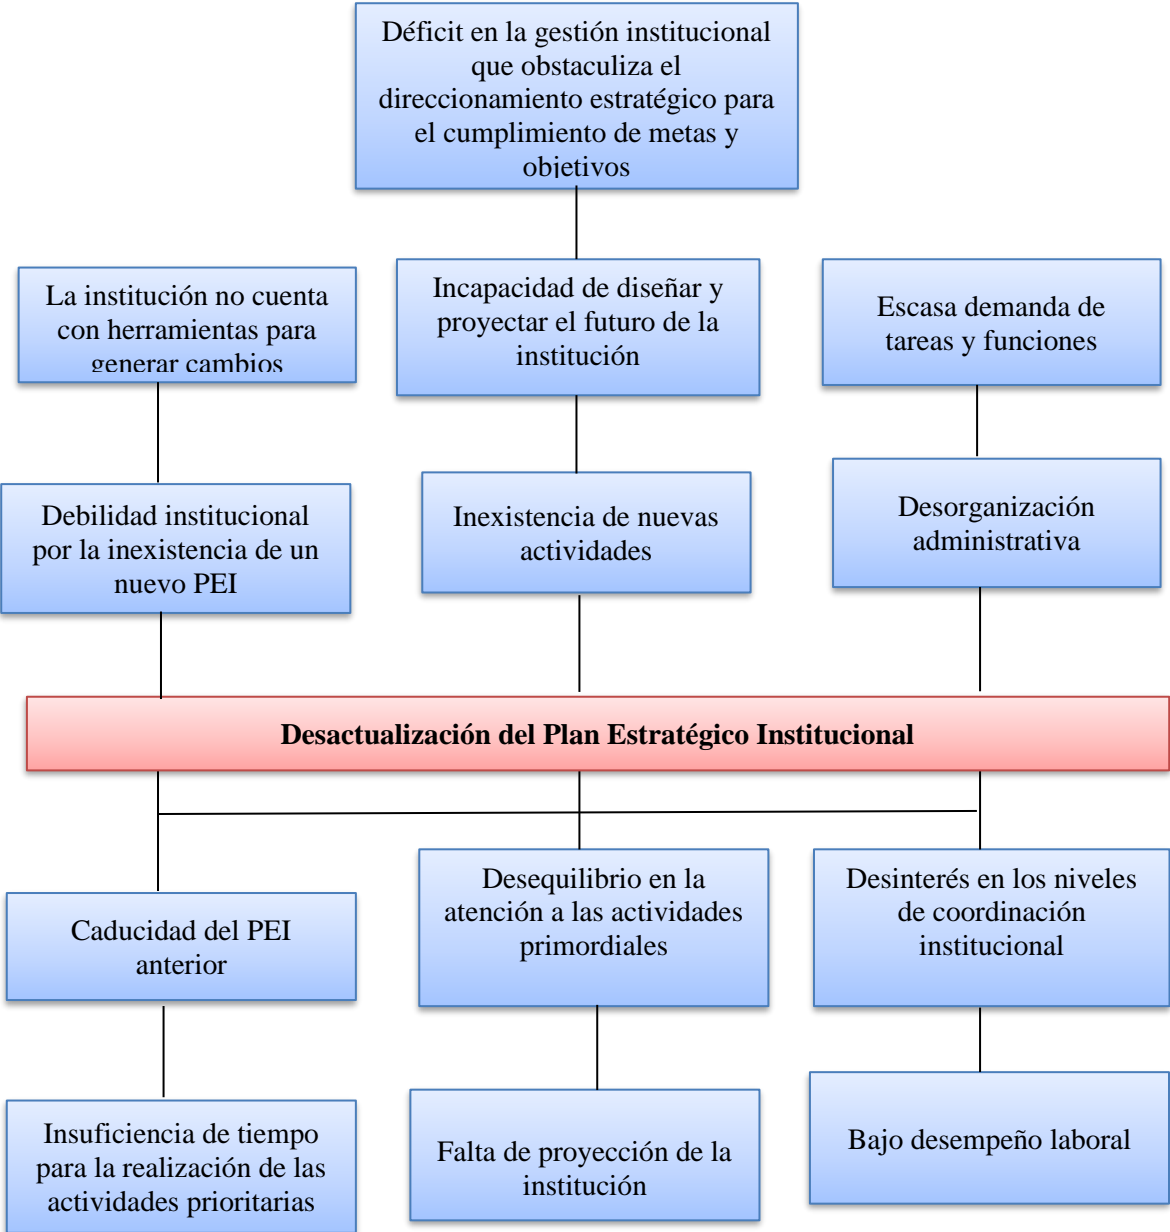 Déficit en la gestión institucional
que obstaculiza el
direccionamiento estratégico para
el cumplimiento de metas y
objetivos
La institución no cuenta
con herramientas para
generar cambios
Incapacidad de diseñar y
proyectar el futuro de la
institución
Escasa demanda de
tareas y funciones
Debilidad institucional
por la inexistencia de un
nuevo PEI
Inexistencia de nuevas
actividades
Desorganización
administrativa
Desactualización del Plan Estratégico Institucional
Caducidad del PEI
anterior
Desequilibrio en la
atención a las actividades
primordiales
Desinterés en los niveles
de coordinación
institucional
Insuficiencia de tiempo
para la realización de las
actividades prioritarias
Falta de proyección de la
institución
Bajo desempeño laboral